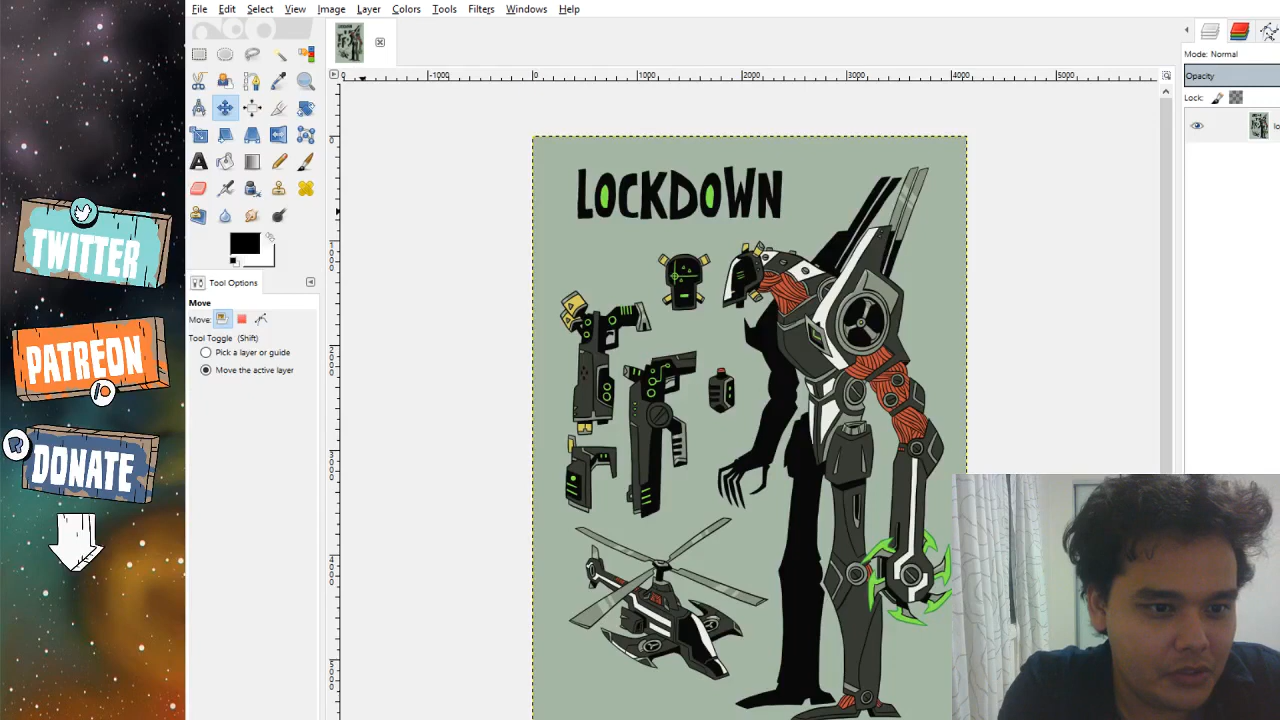 File Edit Select View Image Layer Colors Tools Filters Windows Help
Mode: Normal
Opacity
Lock:
-1000 0 1000 2000 3000 4000 5000
LOCKDOWN
TWITTER
PATREON
DONATE
Tool Options
Move
Move:
Tool Toggle (Shift)
Pick a layer or guide
Move the active layer